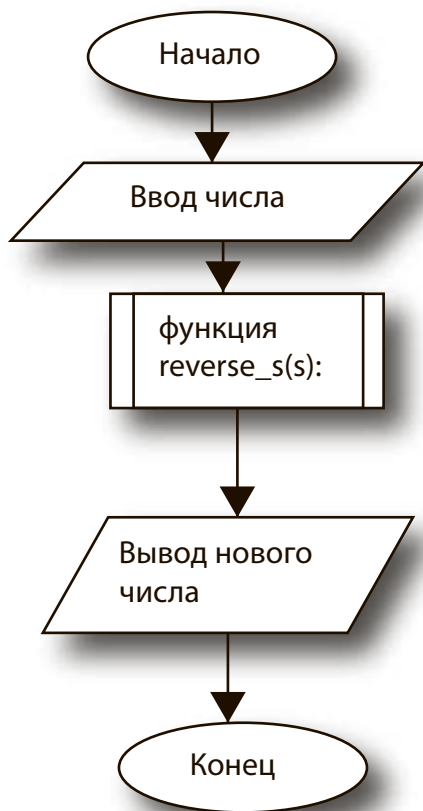 Начало
Ввод числа
функция
reverse_s(s):
Вывод нового
числа
Конец